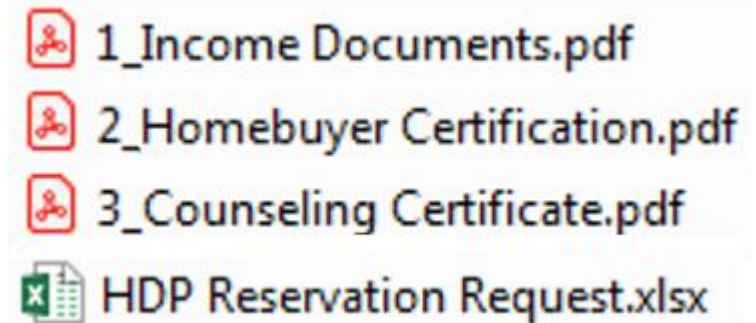 1_Income Documents.pdf
2_Homebuyer Certification.pdf
3_Counseling Certificate.pdf
HDP Reservation Request.xlsx